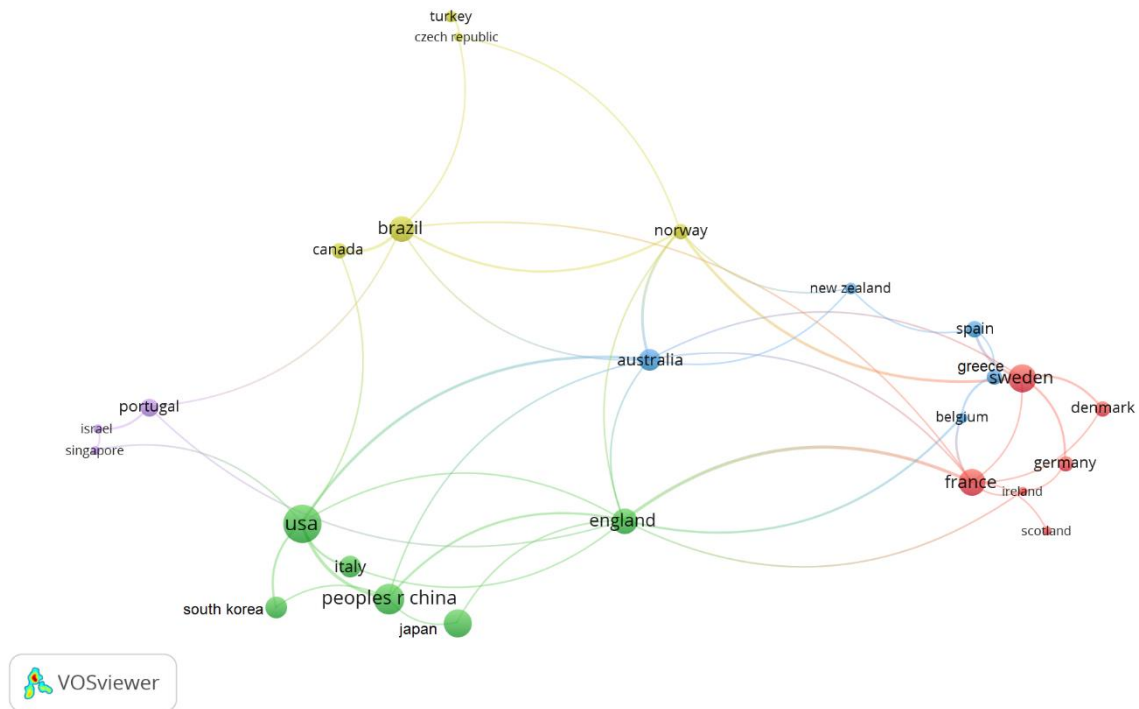 turkey
czech republic
brazil
norway
canada
new zealand
spain
australia
greece
sweden
portugal
denmark
belgium
israel
singapore
germany
france
ireland
england
usa
scotland
italy
peoples r china
south korea
japan
VOSviewer